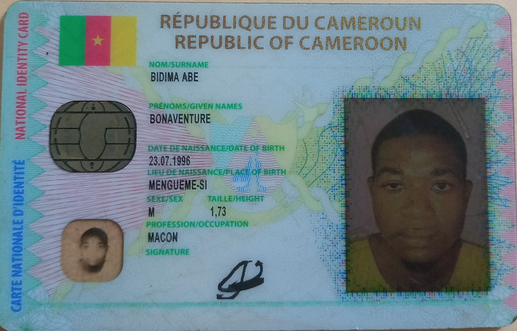 NATIONAL IDENTITY CARD
CARTE NATIONALE D'IDENTITÉ
RÉPUBLIQUE DU CAMEROUN
REPUBLIC OF CAMEROON
NOM/SURNAME
BIDIMA ABE
PRÉNOMS/GIVEN NAMES
BONAVENTURE
DATE DE NAISSANCE/DATE OF BIRTH
23.07.1996
LIEU DE NAISSANCE/PLACE OF BIRTH
MENGUEME-SI
SEXE/SEX TAILLE/HEIGHT
M 1,73
PROFESSION/OCCUPATION
MACON
SIGNATURE